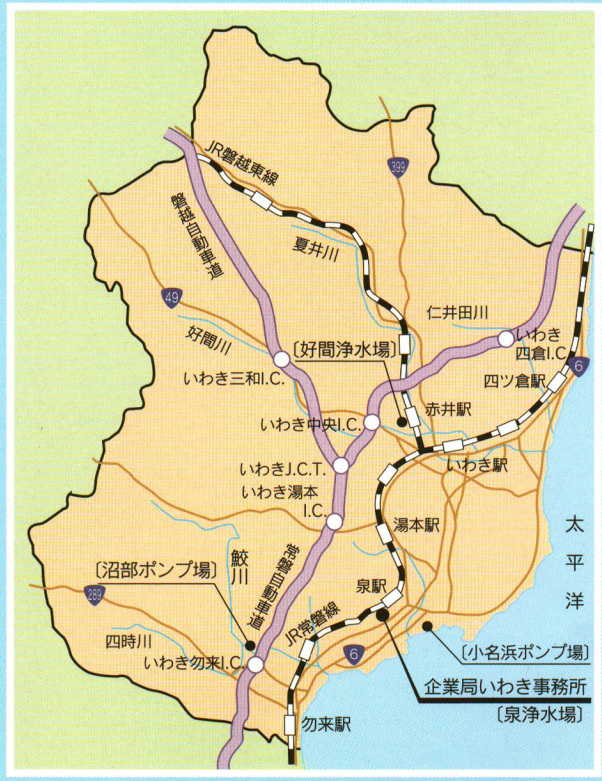 JR磐越東線
399
磐越自動車道
夏井川
49
好間川
仁井田川
いわき
四倉I.C.
〔好間浄水場〕
6
いわき三和I.C.
四ツ倉駅
赤井駅
いわき中央I.C.
いわき駅
いわきJ.C.T.
いわき湯本
I.C.
湯本駅
太平洋
常磐自動車道
鮫川
〔沼部ポンプ場〕
泉駅
289
JR常磐線
四時川
6
〔小名浜ポンプ場〕
いわき勿来I.C.
企業局いわき事務所
〔泉浄水場〕
勿来駅